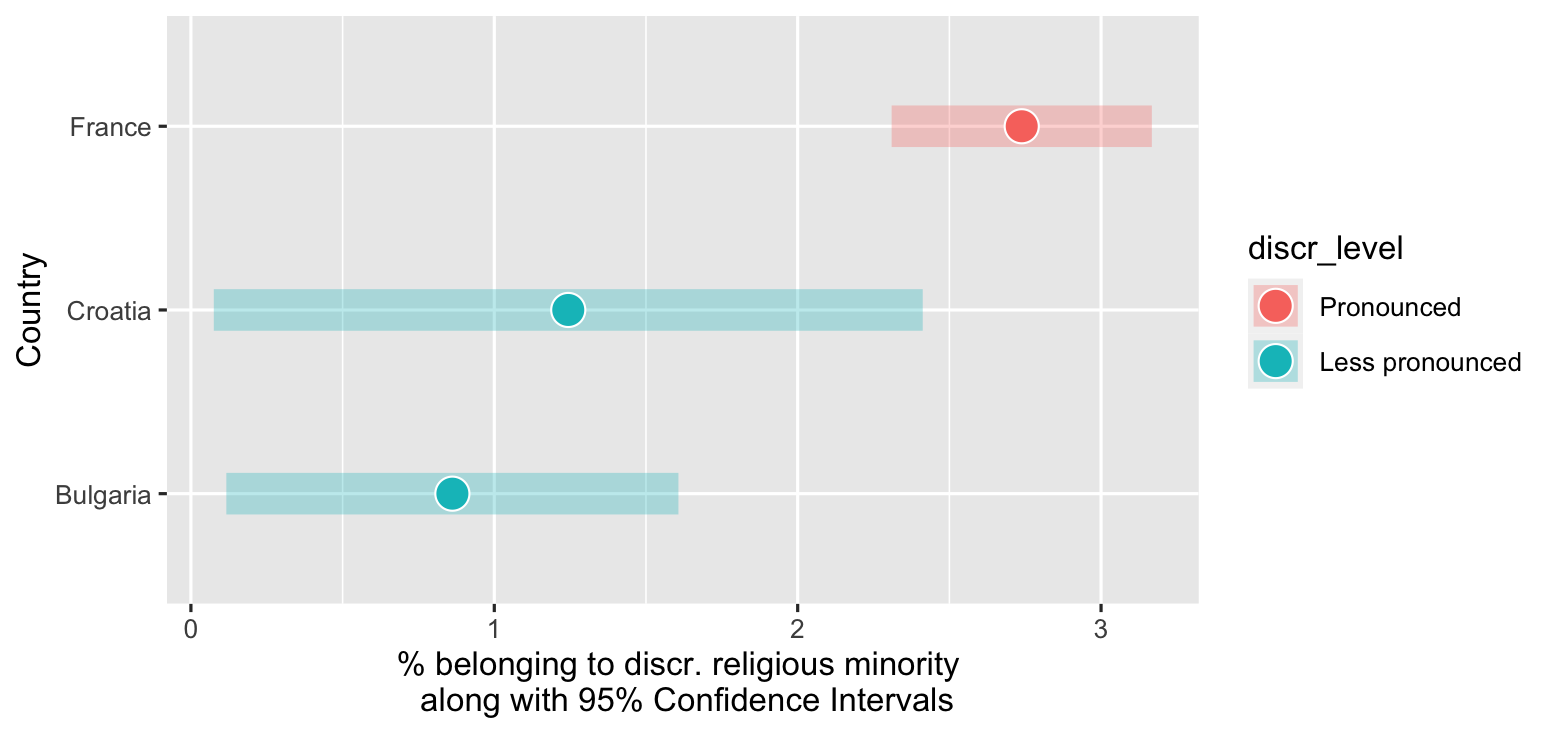 Country
France
Croatia
Bulgaria
0 1 2 3
% belonging to discr. religious minority
along with 95% Confidence Intervals
discr_level
Pronounced
Less pronounced